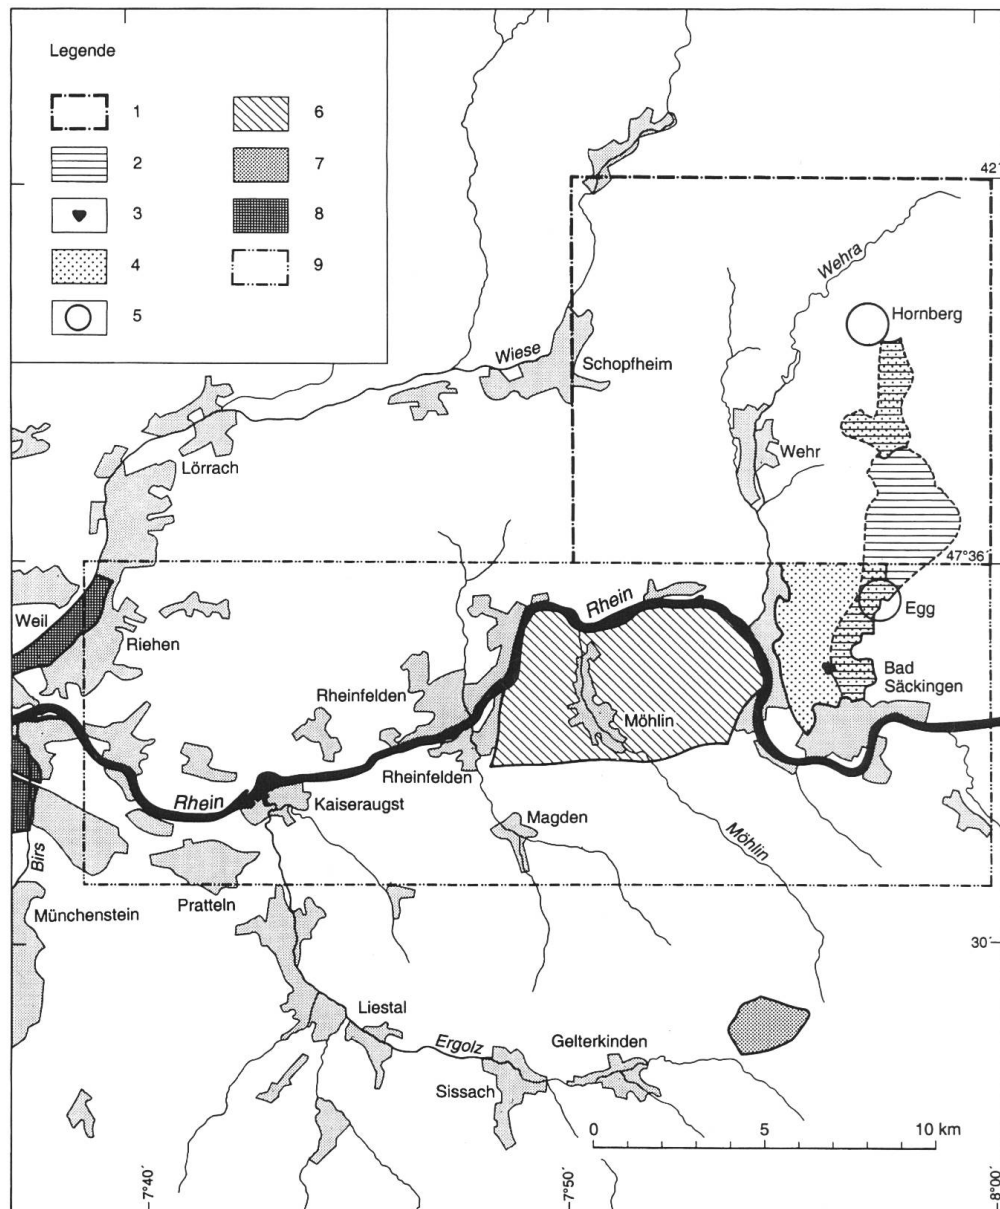 Legende
1
6
2
7
3
8
4
9
5
42´
Wehra
Hornberg
Wiese
Schopfheim
Wehr
Lörrach
47°36´
Weil
Riehen
Rhein
Egg
Bad
Säckingen
Rheinfelden
Möhlin
Rheinfelden
Rhein
Kaiseraugst
Magden
Möhlin
Birs
Pratteln
Münchenstein
30´
Liestal
Ergolz
Gelterkinden
Sissach
0 5 10 km
7°40´
7°50´
8°00´